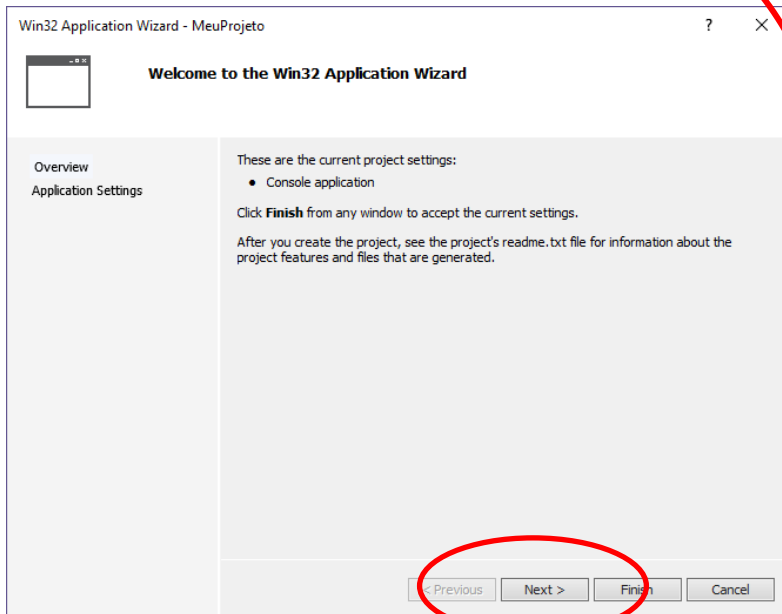 Win32 Application Wizard - MeuProjeto
Welcome to the Win32 Application Wizard
Overview
Application Settings
These are the current project settings:
• Console application
Click Finish from any window to accept the current settings.
After you create the project, see the project's readme.txt file for information about the
project features and files that are generated.
< Previous Next > Finish Cancel